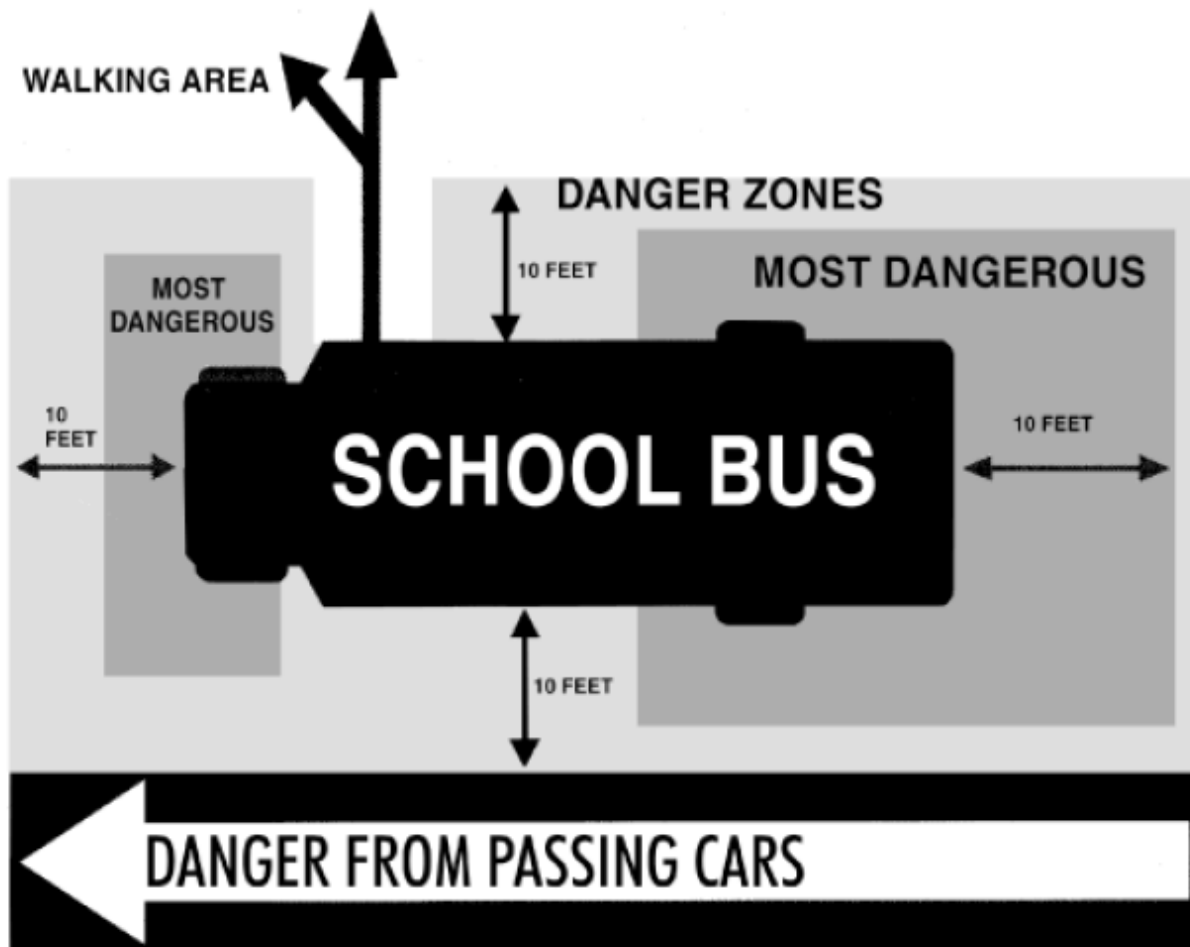 WALKING AREA
DANGER ZONES
10 FEET
MOST DANGEROUS
MOST
DANGEROUS
10
FEET
SCHOOL BUS
10 FEET
10 FEET
DANGER FROM PASSING CARS